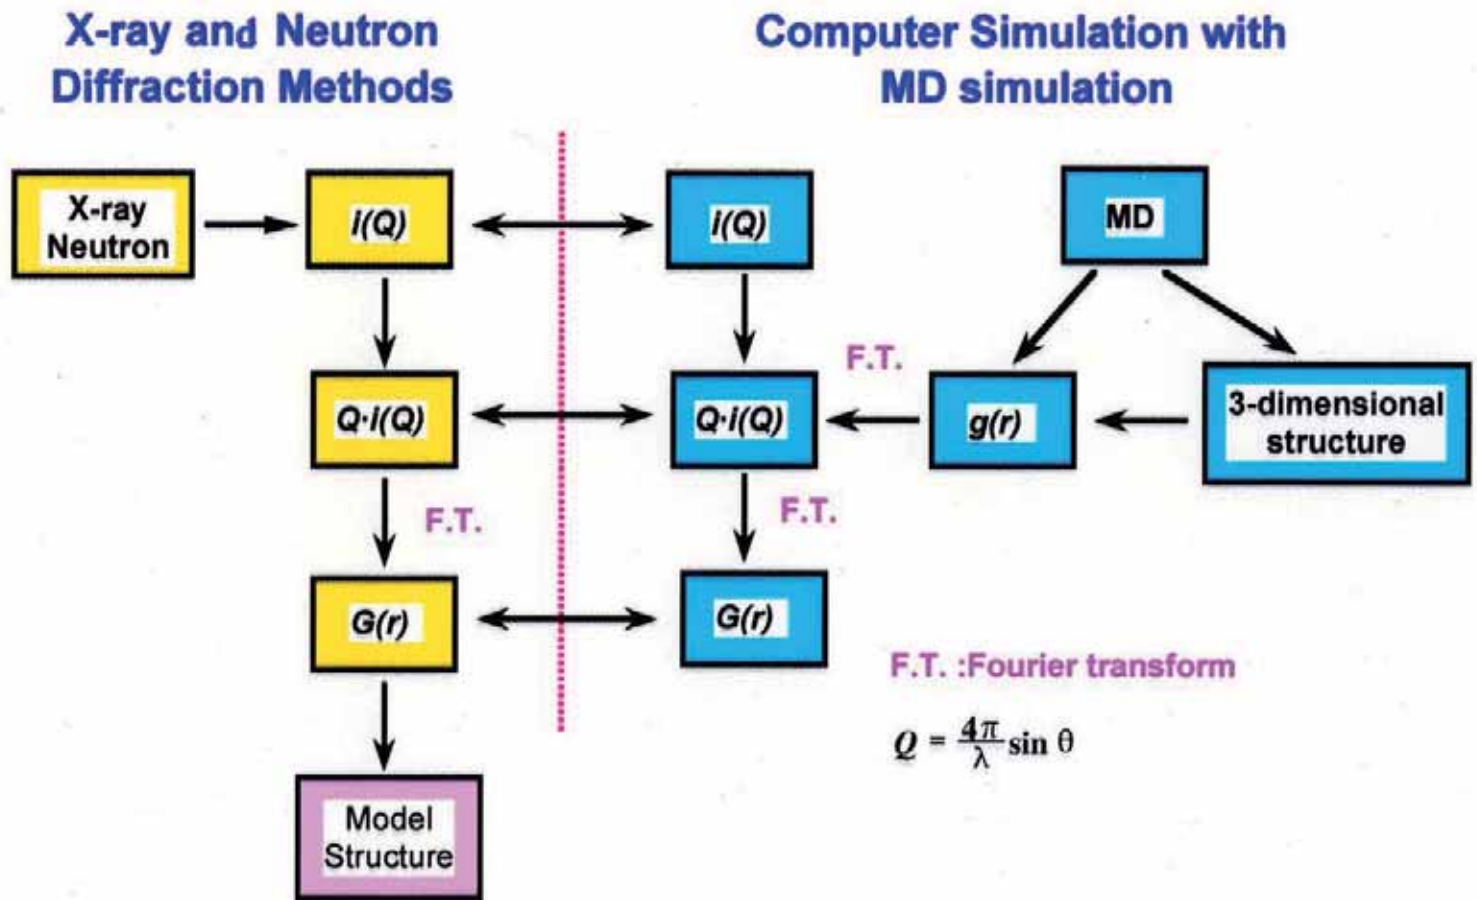 X-ray and Neutron
Diffraction Methods
Computer Simulation with
MD simulation
X-ray
Neutron
i(Q)
i(Q)
MD
Q·i(Q)
Q·i(Q)
F.T.
g(r)
3-dimensional
structure
F.T.
F.T.
G(r)
G(r)
F.T. :Fourier transform
Q = 4π/λ sin θ
Model
Structure